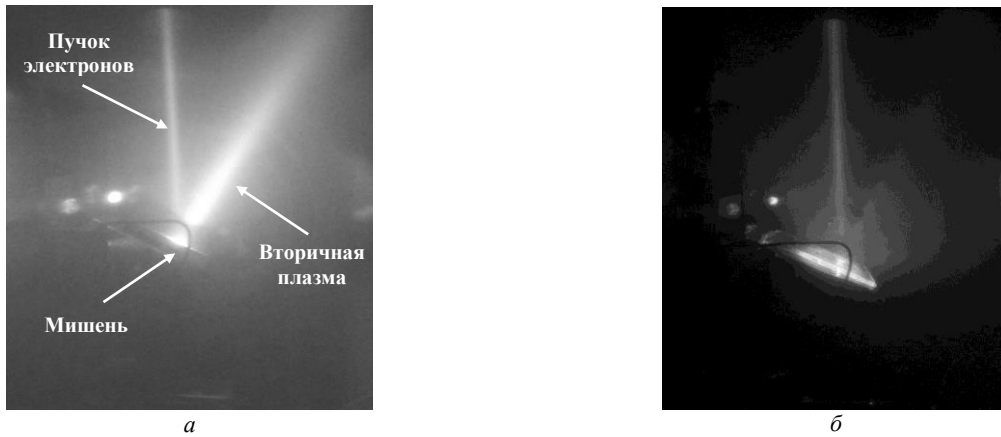 Пучок
электронов
Вторичная
плазма
Мишень
а
б